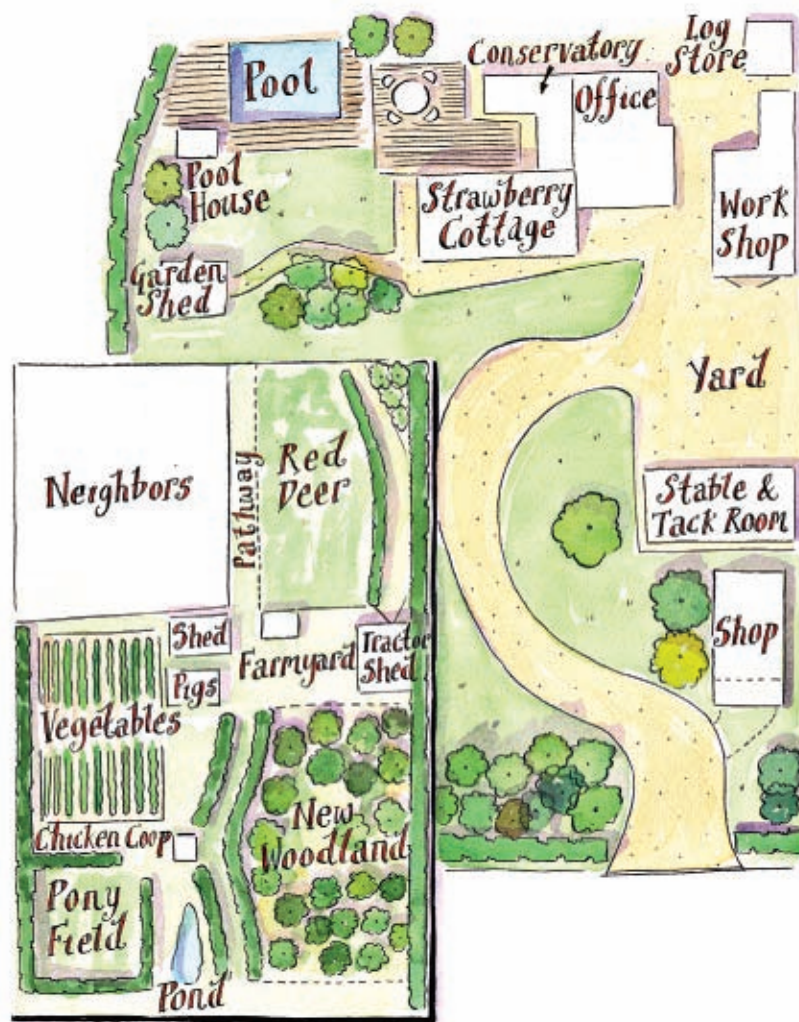 Pool
Conservatory
Log
Store
Office
Pool
House
Strawberry
Cottage
Work
Shop
Garden
Shed
Yard
Neighbors
Pathway
Red
Deer
Stable &
Tack Room
Shed
Farmyard
Tractor
Shed
Shop
Pigs
Vegetables
New
Woodland
Chicken Coop
Pony
Field
Pond